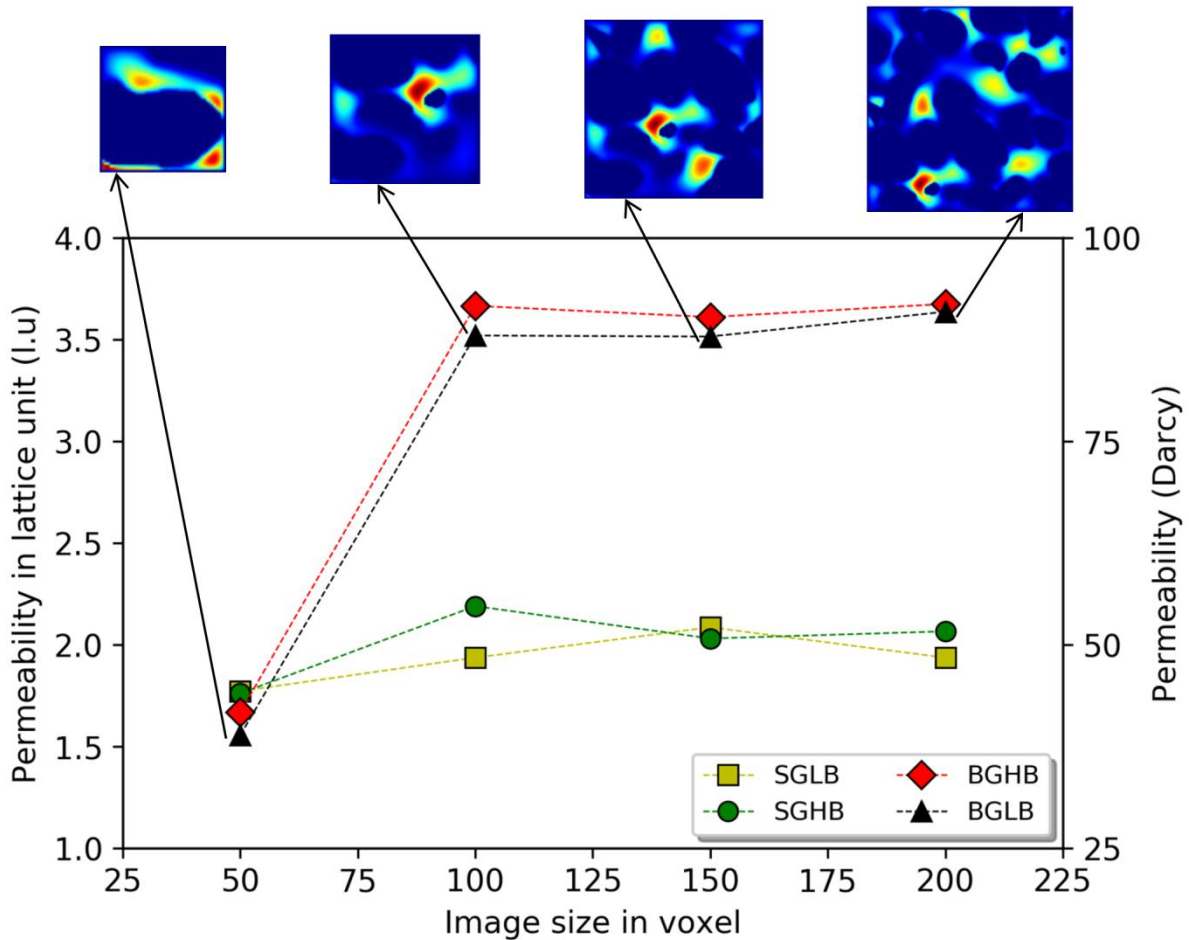 4.0
3.5
3.0
2.5
2.0
1.5
1.0
Permeability in lattice unit (l.u)
100
75
50
25
Permeability (Darcy)
SGLB
SGHB
BGHB
BGLB
25 50 75 100 125 150 175 200 225
Image size in voxel